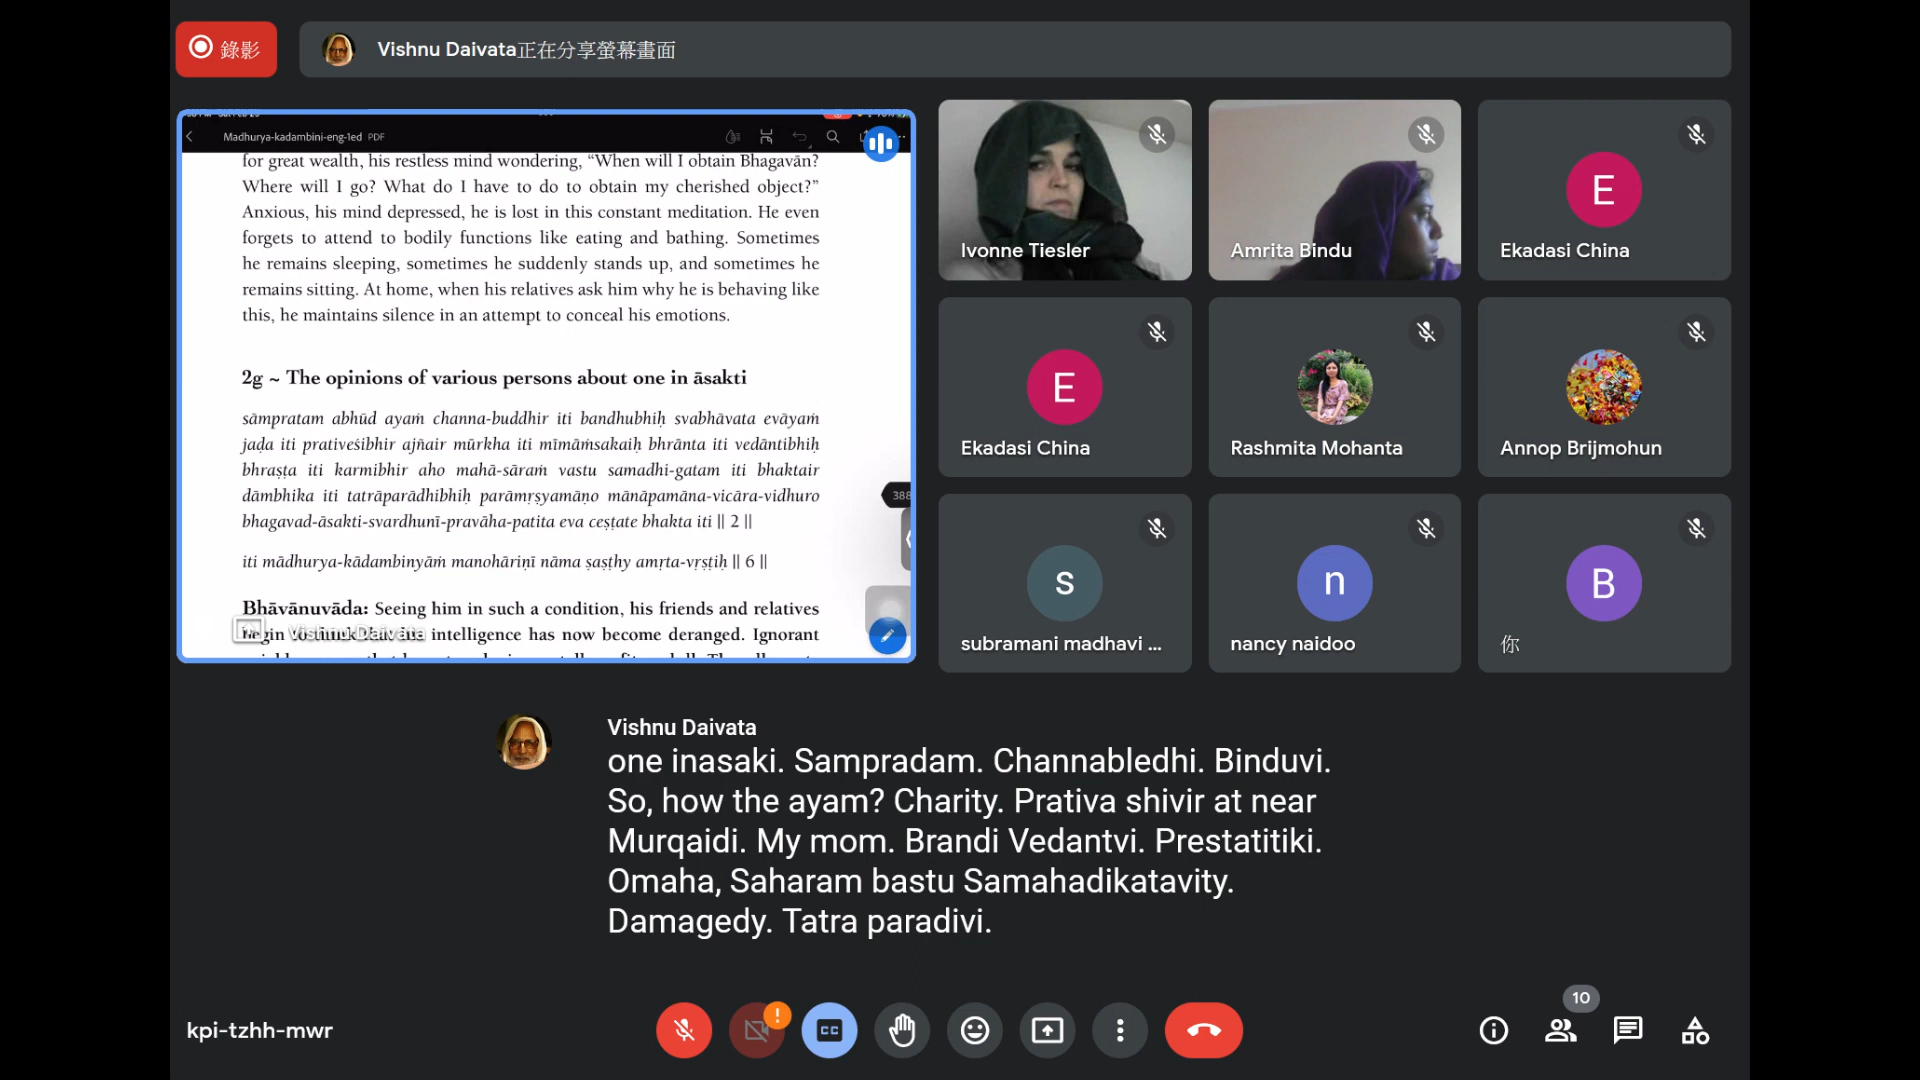 錄影
Vishnu Daivata正在分享螢幕畫面
Madhurya-kadambini-eng-1ed PDF
for great wealth, his restless mind wondering, “When will I obtain Bhagavān?
Where will I go? What do I have to do to obtain my cherished object?”
Anxious, his mind depressed, he is lost in this constant meditation. He even
forgets to attend to bodily functions like eating and bathing. Sometimes
he remains sleeping, sometimes he suddenly stands up, and sometimes he
remains sitting. At home, when his relatives ask him why he is behaving like
this, he maintains silence in an attempt to conceal his emotions.
2g ~ The opinions of various persons about one in āsakti
sāmpratam abhūd ayaṁ channa-buddhir iti bandhubhiḥ svabhāvata evāyaṁ
jaḍa iti prativeśibhir ajñair mūrkha iti mīmāṁsakaiḥ bhrānta iti vedāntibhiḥ
bhraṣṭa iti karmibhir aho mahā-sāraṁ vastu samadhi-gatam iti bhaktair
dāmbhika iti tatrāparādhibhiḥ parāmṛśyamāṇo mānāpamāna-vicāra-vidhuro
bhagavad-āsakti-svardhunī-pravāha-patita eva ceṣṭate bhakta iti || 2 ||
iti mādhurya-kādambinyāṁ manohāriṇī nāma ṣaṣṭhy amṛta-vṛṣṭiḥ || 6 ||
Bhāvānuvāda: Seeing him in such a condition, his friends and relatives
begin to think that his intelligence has now become deranged. Ignorant
Vishnu Daivata
388
Ivonne Tiesler
Amrita Bindu
E
Ekadasi China
E
Ekadasi China
Rashmita Mohanta
Annop Brijmohun
s
subramani madhavi ...
n
nancy naidoo
B
你
Vishnu Daivata
one inasaki. Sampradam. Channabledhi. Binduvi.
So, how the ayam? Charity. Prativa shivir at near
Murqaidi. My mom. Brandi Vedantvi. Prestatitiki.
Omaha, Saharam bastu Samahadikatavity.
Damagedy. Tatra paradivi.
kpi-tzhh-mwr
!
CC
10